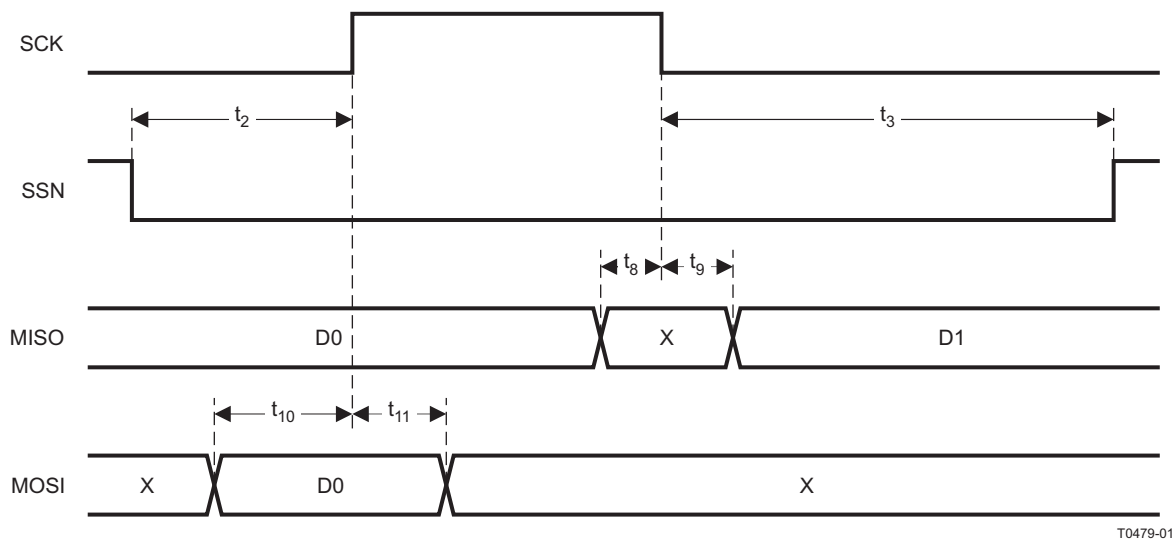 SCK
t2
t3
SSN
t8
t9
MISO
D0
X
D1
t10
t11
MOSI
X
D0
X
T0479-01